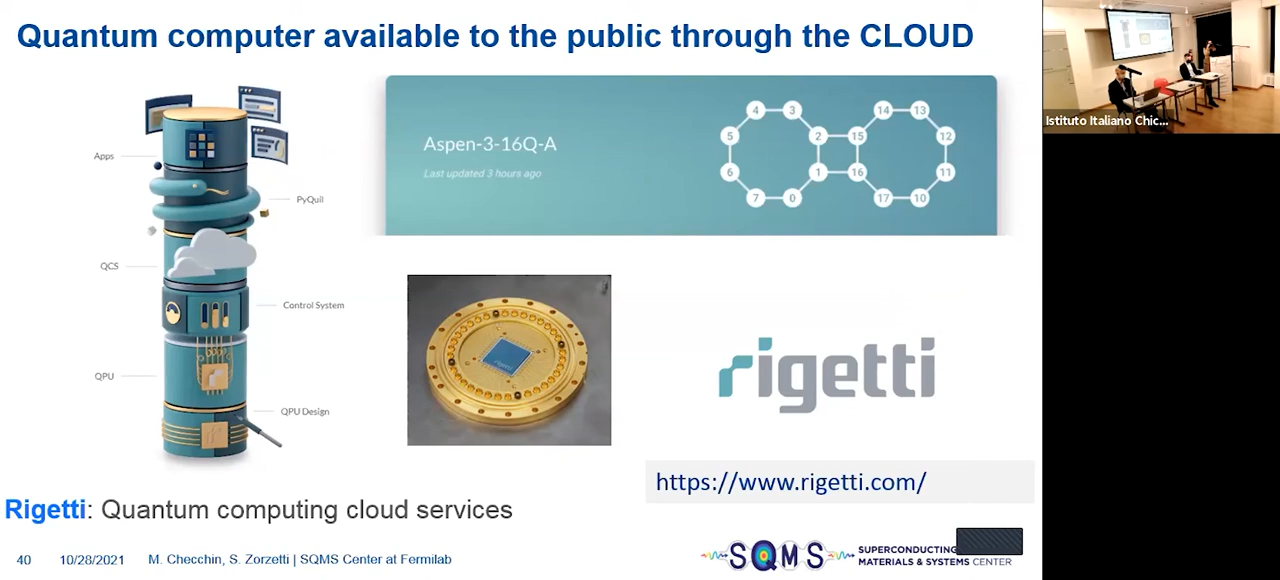 Quantum computer available to the public through the CLOUD
Istituto Italiano Chic...
Aspen-3-16Q-A
Last updated 3 hours ago
4 3 14 13
5 2 15 12
6 1 16 11
7 0 17 10
Apps
PyQuil
QCS
Control System
QPU
QPU Design
rigetti
rigetti
https://www.rigetti.com/
Rigetti: Quantum computing cloud services
40 10/28/2021 M. Checchin, S. Zorzetti | SQMS Center at Fermilab
SQMS
SUPERCONDUCTING
MATERIALS & SYSTEMS CENTER